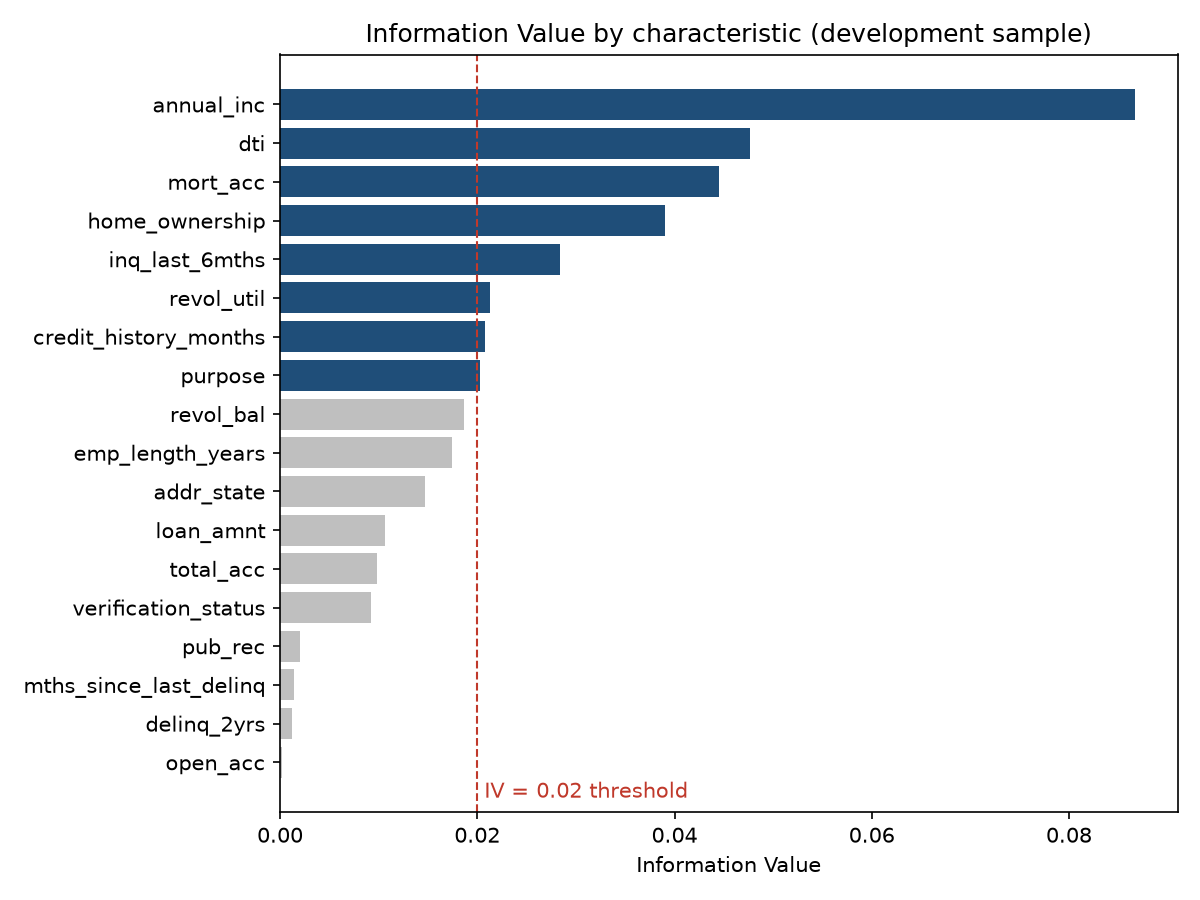 Information Value by characteristic (development sample)
annual_inc
dti
mort_acc
home_ownership
inq_last_6mths
revol_util
credit_history_months
purpose
revol_bal
emp_length_years
addr_state
loan_amnt
total_acc
verification_status
pub_rec
mths_since_last_delinq
delinq_2yrs
open_acc
IV = 0.02 threshold
0.00 0.02 0.04 0.06 0.08
Information Value